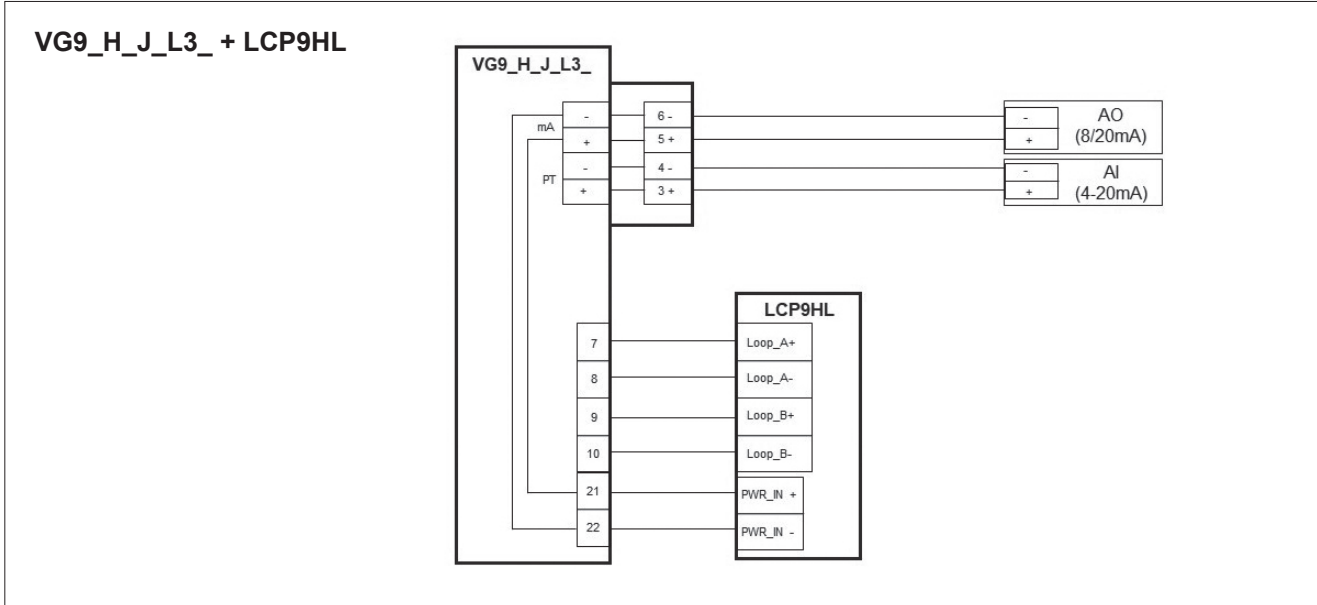 VG9_H_J_L3_ + LCP9HL
VG9_H_J_L3_
mA
-
6 -
-
AO
(8/20mA)
+
5 +
+
PT
-
4 -
-
AI
(4-20mA)
+
3 +
+
LCP9HL
7
Loop_A+
8
Loop_A-
9
Loop_B+
10
Loop_B-
21
PWR_IN +
22
PWR_IN -